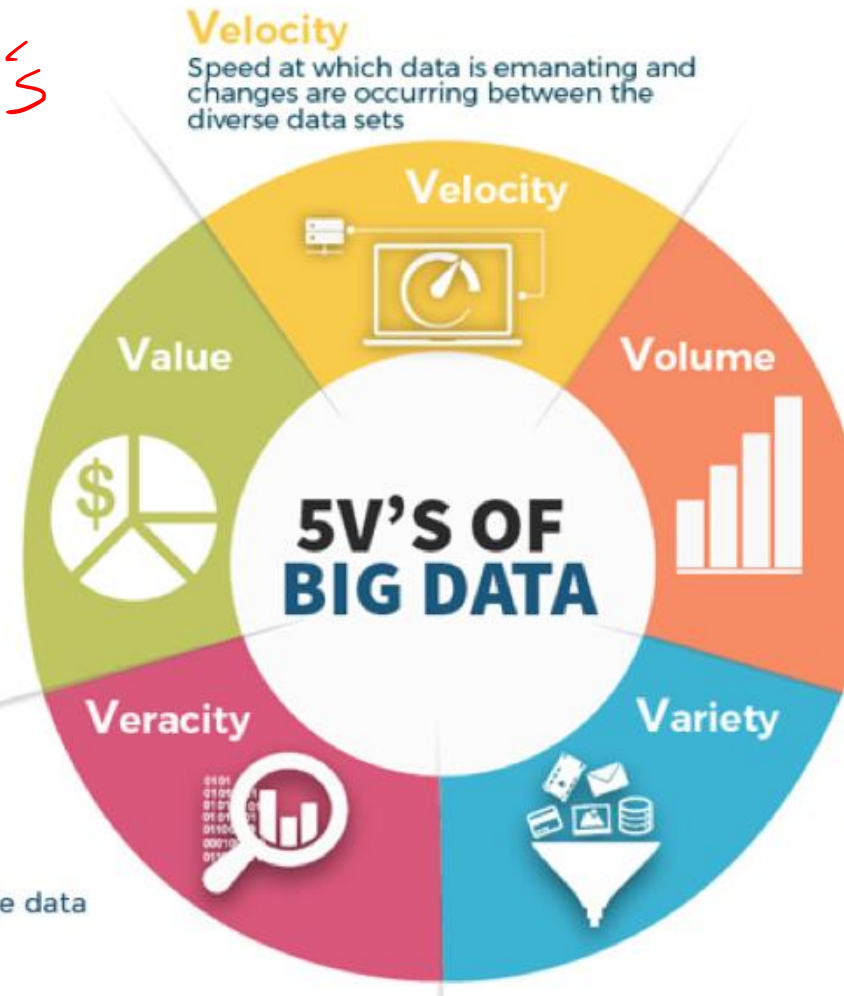 's
Velocity
Speed at which data is emanating and
changes are occurring between the
diverse data sets
Velocity
Value
Volume
5V'S OF
BIG DATA
Veracity
Variety
$
0101
e data